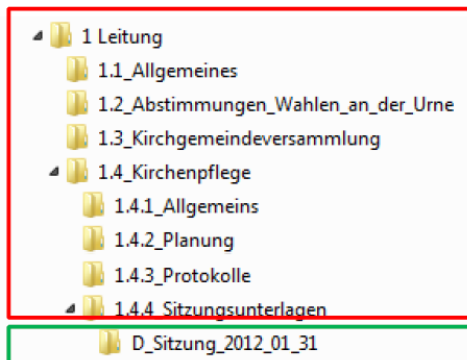 1 Leitung
1.1_Allgemeines
1.2_Abstimmungen_Wahlen_an_der_Urne
1.3_Kirchgemeindeversammlung
1.4_Kirchenpflege
1.4.1_Allgemeins
1.4.2_Planung
1.4.3_Protokolle
1.4.4_Sitzungsunterlagen
D_Sitzung_2012_01_31